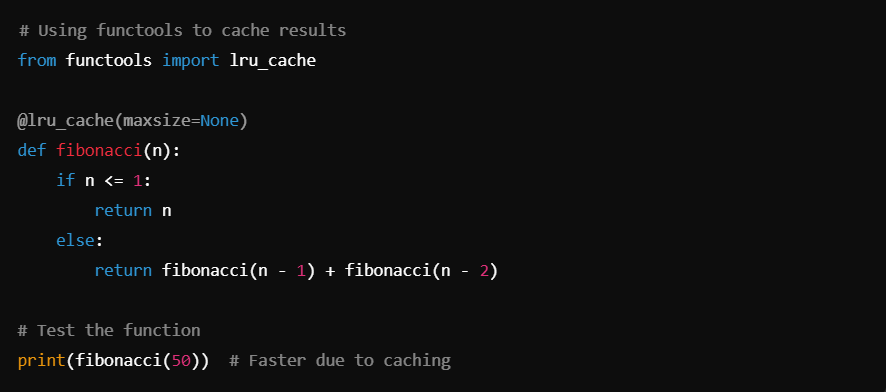 # Using functools to cache results
from functools import lru_cache

@lru_cache(maxsize=None)
def fibonacci(n):
    if n <= 1:
        return n
    else:
        return fibonacci(n - 1) + fibonacci(n - 2)

# Test the function
print(fibonacci(50))  # Faster due to caching